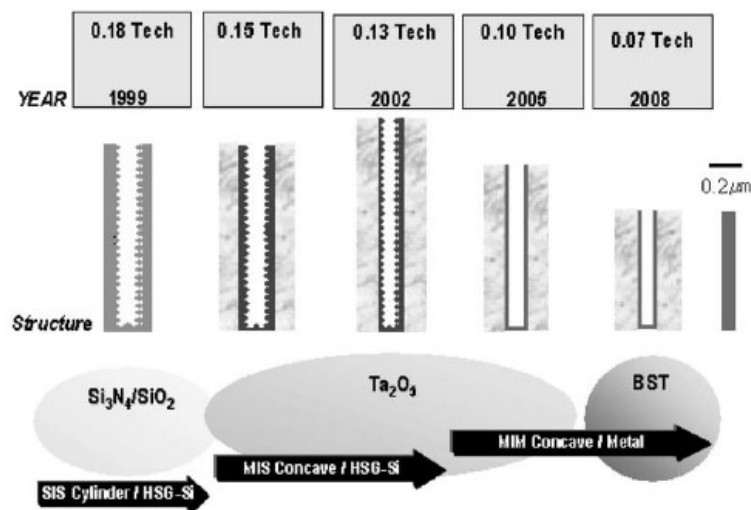 0.18 Tech
0.15 Tech
0.13 Tech
0.10 Tech
0.07 Tech
YEAR
1999
2002
2005
2008
0.2μm
Structure
Si₃N₄/SiO₂
Ta₂O₅
BST
MIM Concave / Metal
MIS Concave / HSG-Si
SIS Cylinder / HSG-Si